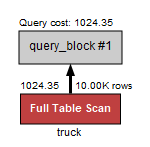 Query cost: 1024.35
query_block #1
1024.35 10.00K rows
Full Table Scan
truck